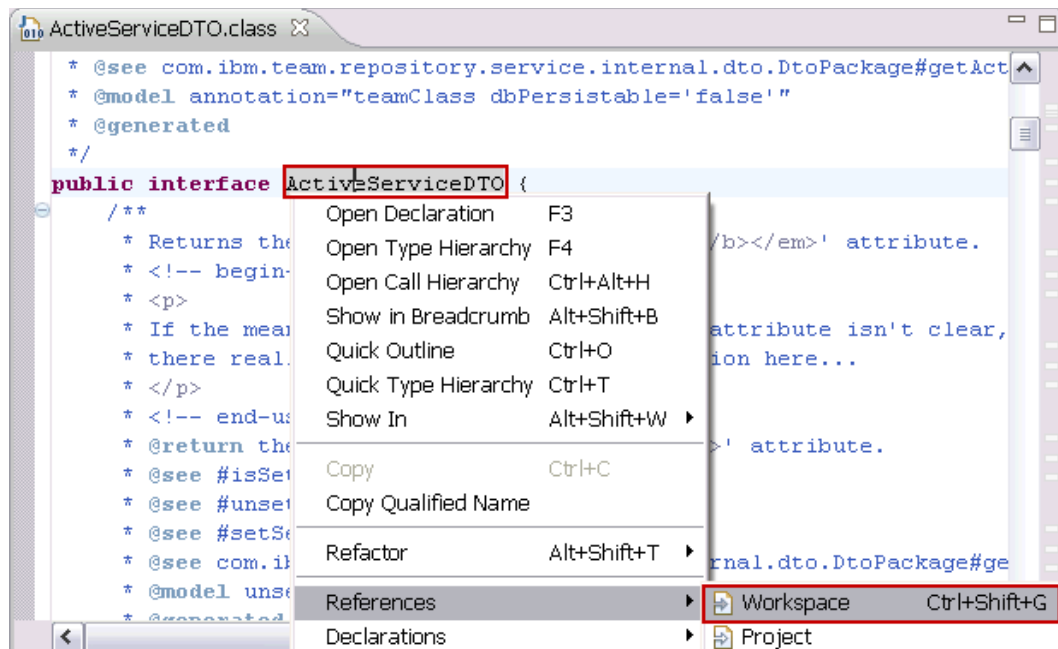 ActiveServiceDTO.class
* @see com.ibm.team.repository.service.internal.dto.DtoPackage#getAct
* @model annotation="teamClass dbPersistable='false'"
* @generated
*/
public interface ActiveServiceDTO {
/**
* Returns the /b></em>' attribute.
* <!-- begin-
* <p>
* If the mean attribute isn't clear,
* there real. ion here...
* </p>
* <!-- end-us
* @return the >' attribute.
* @see #isSet
* @see #unset
* @see #setSe
* @see com.ib rnal.dto.DtoPackage#ge
* @model unse
* @generated
Open Declaration F3
Open Type Hierarchy F4
Open Call Hierarchy Ctrl+Alt+H
Show in Breadcrumb Alt+Shift+B
Quick Outline Ctrl+O
Quick Type Hierarchy Ctrl+T
Show In Alt+Shift+W
Copy Ctrl+C
Copy Qualified Name
Refactor Alt+Shift+T
References
Declarations
Workspace Ctrl+Shift+G
Project